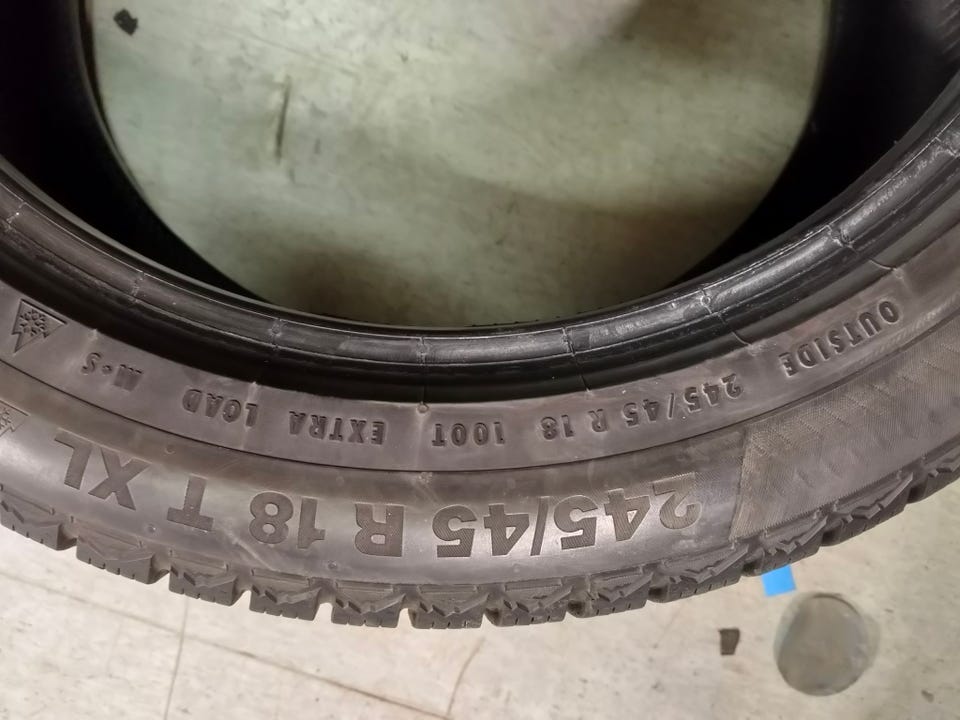 245/45 R 18 T XL
OUTSIDE 245/45 R 18 100T EXTRA LOAD M+S